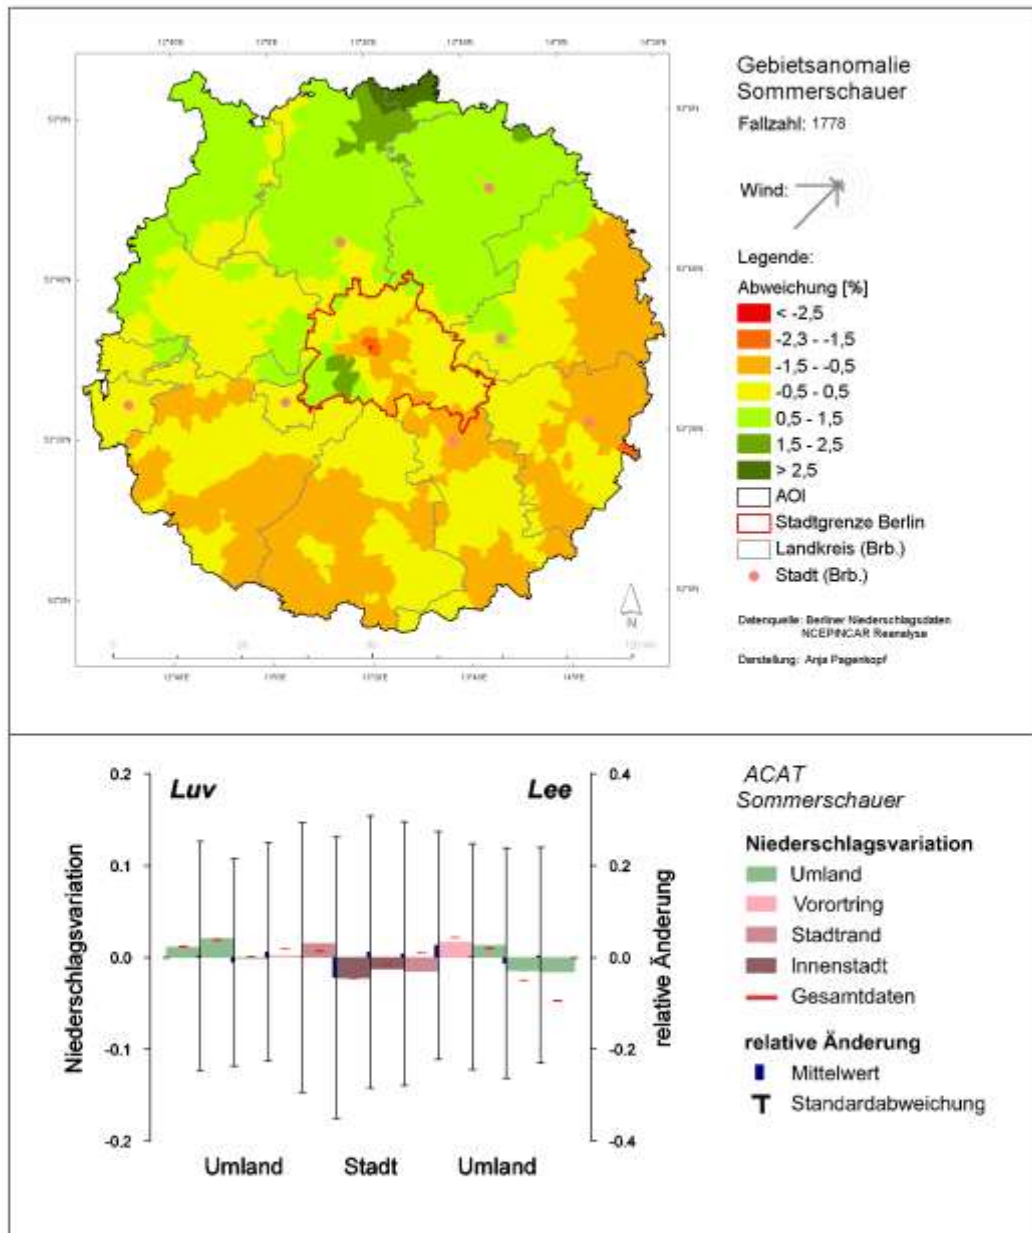 Gebietsanomalie
Sommerschauer
Fallzahl: 1778
Wind:
Legende:
Abweichung [%]
< -2,5
-2,3 - -1,5
-1,5 - -0,5
-0,5 - 0,5
0,5 - 1,5
1,5 - 2,5
> 2,5
AOI
Stadtgrenze Berlin
Landkreis (Brb.)
Stadt (Brb.)
N
Datenquelle: Berliner Niederschlagsdaten
NCEP/NCAR Reanalyse
Darstellung: Anja Pagenkopf
0.2
0.1
0.0
-0.1
-0.2
Niederschlagsvariation
Luv
Lee
0.4
0.2
0.0
-0.2
-0.4
relative Änderung
Umland
Stadt
Umland
ACAT
Sommerschauer
Niederschlagsvariation
Umland
Vorortring
Stadtrand
Innenstadt
Gesamtdaten
relative Änderung
Mittelwert
Standardabweichung